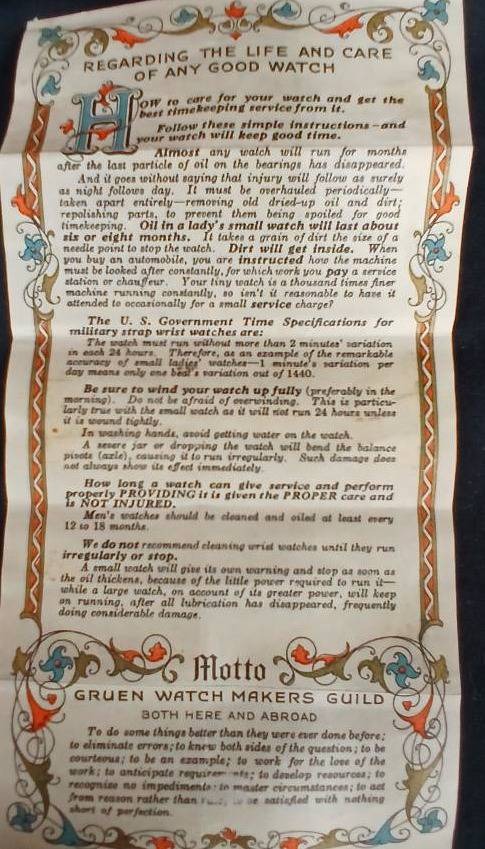 REGARDING THE LIFE AND CARE
OF ANY GOOD WATCH
HOW to care for your watch and get the
best timekeeping service from it.
Follow these simple instructions—and
your watch will keep good time.
Almost any watch will run for months
after the last particle of oil on the bearings has disappeared.
And it goes without saying that injury will follow as surely
as night follows day. It must be overhauled periodically—
taken apart entirely—removing old dried-up oil and dirt;
repolishing parts, to prevent them being spoiled for good
timekeeping. Oil in a lady's small watch will last about
six or eight months. It takes a grain of dirt the size of a
needle point to stop the watch. Dirt will get inside. When
you buy an automobile, you are instructed how the machine
must be looked after constantly, for which work you pay a service
station or chauffeur. Your tiny watch is a thousand times finer
machine running constantly, so isn't it reasonable to have it
attended to occasionally for a small service charge?
The U. S. Government Time Specifications for
military strap wrist watches are:
The watch must run without more than 2 minutes' variation
in each 24 hours. Therefore, as an example of the remarkable
accuracy of small ladies' watches—1 minute's variation per
day means only one beat's variation out of 1440.
Be sure to wind your watch up fully (preferably in the
morning). Do not be afraid of overwinding. This is particu-
larly true with the small watch as it will not run 24 hours unless
it is wound tightly.
In washing hands, avoid getting water on the watch.
A severe jar or dropping the watch will bend the balance
pivots (axle), causing it to run irregularly. Such damage does
not always show its effect immediately.
How long a watch can give service and perform
properly PROVIDING it is given the PROPER care and
is NOT INJURED.
Men's watches should be cleaned and oiled at least every
12 to 18 months.
We do not recommend cleaning wrist watches until they run
irregularly or stop.
A small watch will give its own warning and stop as soon as
the oil thickens, because of the little power required to run it—
while a large watch, on account of its greater power, will keep
on running, after all lubrication has disappeared, frequently
doing considerable damage.
Motto
GRUEN WATCH MAKERS GUILD
BOTH HERE AND ABROAD
To do some things better than they were ever done before;
to eliminate errors; to know both sides of the question; to be
courteous; to be an example; to work for the love of the
work; to anticipate requirements; to develop resources; to
recognize no impediments; to master circumstances; to act
from reason rather than to be satisfied with nothing
short of perfection.